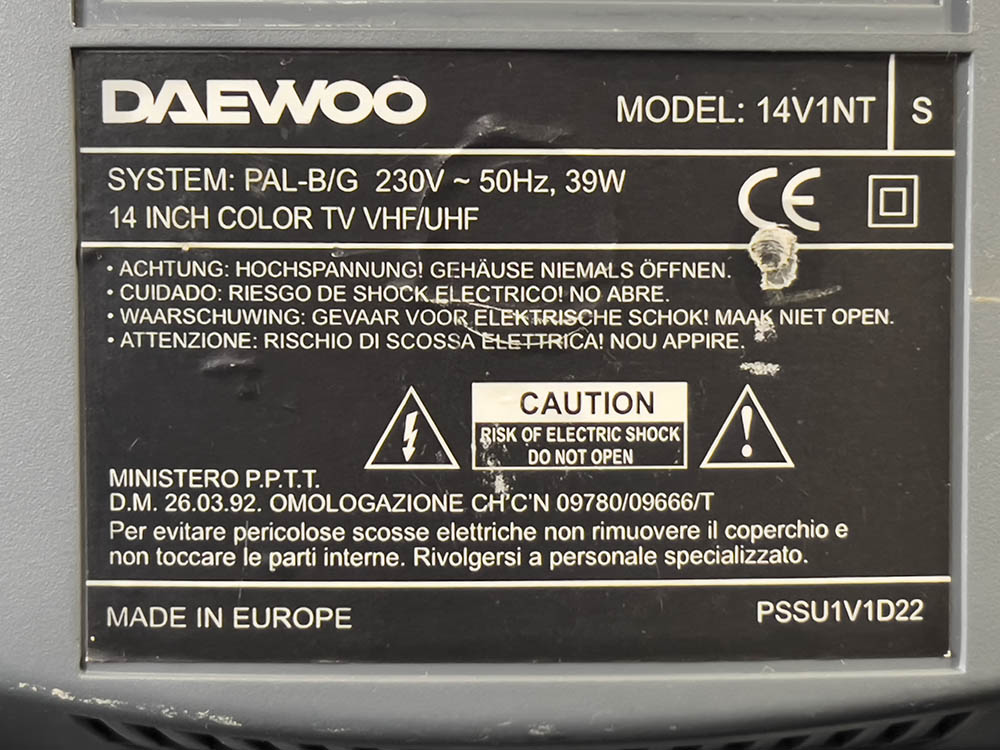 DAEWOO MODEL: 14V1NT S
SYSTEM: PAL-B/G 230V ~ 50Hz, 39W
14 INCH COLOR TV VHF/UHF
CE
• ACHTUNG: HOCHSPANNUNG! GEHÄUSE NIEMALS ÖFFNEN.
• CUIDADO: RIESGO DE SHOCK ELECTRICO! NO ABRE.
• WAARSCHUWING: GEVAAR VOOR ELEKTRISCHE SCHOK! MAAK NIET OPEN.
• ATTENZIONE: RISCHIO DI SCOSSA ELETTRICA! NOU APPIRE.
CAUTION
RISK OF ELECTRIC SHOCK
DO NOT OPEN
MINISTERO P.P.T.T.
D.M. 26.03.92. OMOLOGAZIONE CH'C'N 09780/09666/T
Per evitare pericolose scosse elettriche non rimuovere il coperchio e
non toccare le parti interne. Rivolgersi a personale specializzato.
MADE IN EUROPE PSSU1V1D22